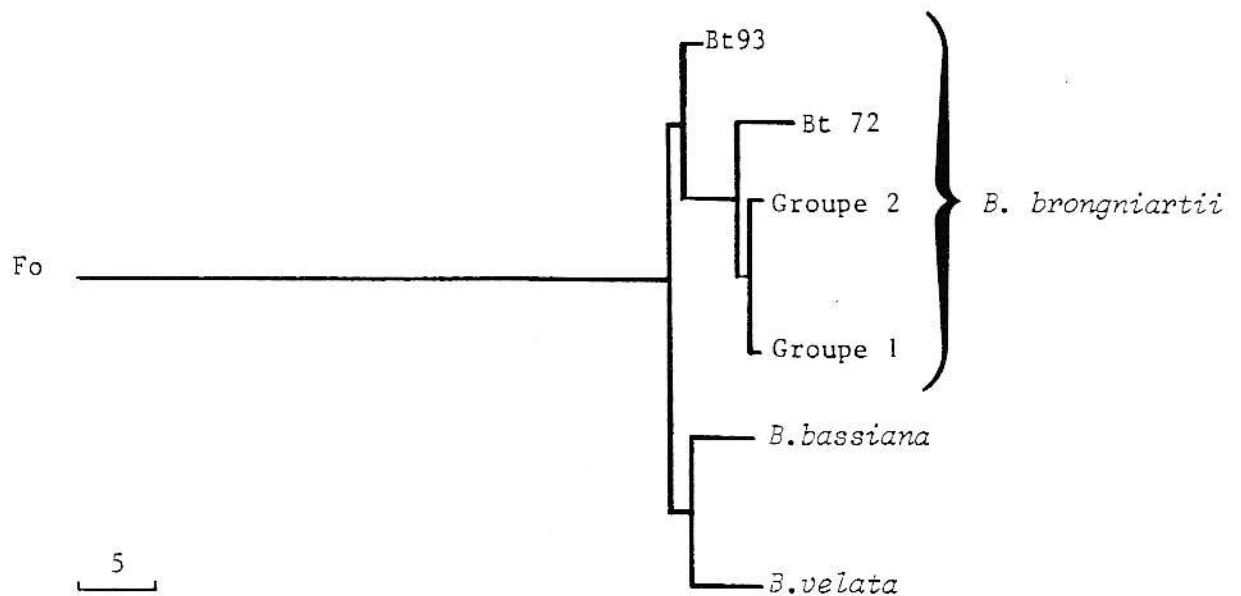 Bt93
Bt 72
Groupe 2
B. brongniartii
Fo
Groupe 1
B.bassiana
5
B.velata